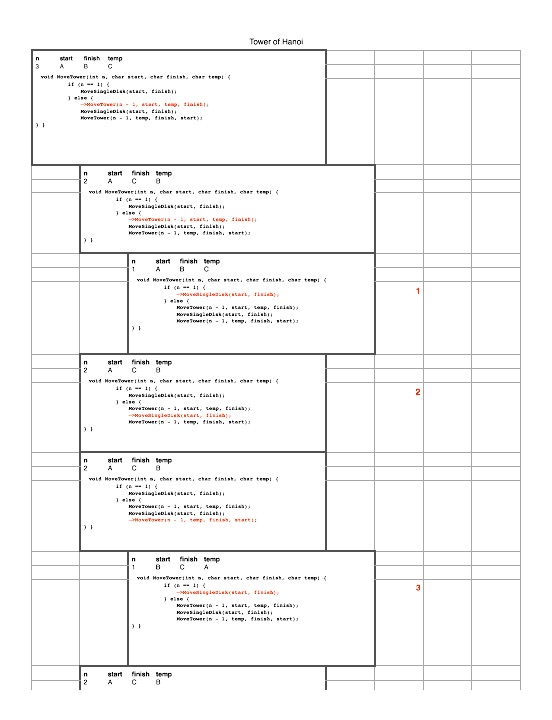 Tower of Hanoi
n start finish temp
3 A B C
void MoveTower(int n, char start, char finish, char temp) {
if (n == 1) {
MoveSingleDisk(start, finish);
} else {
->MoveTower(n - 1, start, temp, finish);
MoveSingleDisk(start, finish);
MoveTower(n - 1, temp, finish, start);
} }
n start finish temp
2 A C B
void MoveTower(int n, char start, char finish, char temp) {
if (n == 1) {
MoveSingleDisk(start, finish);
} else {
->MoveTower(n - 1, start, temp, finish);
MoveSingleDisk(start, finish);
MoveTower(n - 1, temp, finish, start);
} }
n start finish temp
1 A B C
void MoveTower(int n, char start, char finish, char temp) {
if (n == 1) {
->MoveSingleDisk(start, finish);
} else {
MoveTower(n - 1, start, temp, finish);
MoveSingleDisk(start, finish);
MoveTower(n - 1, temp, finish, start);
} }
1
n start finish temp
2 A C B
void MoveTower(int n, char start, char finish, char temp) {
if (n == 1) {
MoveSingleDisk(start, finish);
} else {
MoveTower(n - 1, start, temp, finish);
->MoveSingleDisk(start, finish);
MoveTower(n - 1, temp, finish, start);
} }
2
n start finish temp
2 A C B
void MoveTower(int n, char start, char finish, char temp) {
if (n == 1) {
MoveSingleDisk(start, finish);
} else {
MoveTower(n - 1, start, temp, finish);
MoveSingleDisk(start, finish);
->MoveTower(n - 1, temp, finish, start);
} }
n start finish temp
1 B C A
void MoveTower(int n, char start, char finish, char temp) {
if (n == 1) {
->MoveSingleDisk(start, finish);
} else {
MoveTower(n - 1, start, temp, finish);
MoveSingleDisk(start, finish);
MoveTower(n - 1, temp, finish, start);
} }
3
n start finish temp
2 A C B